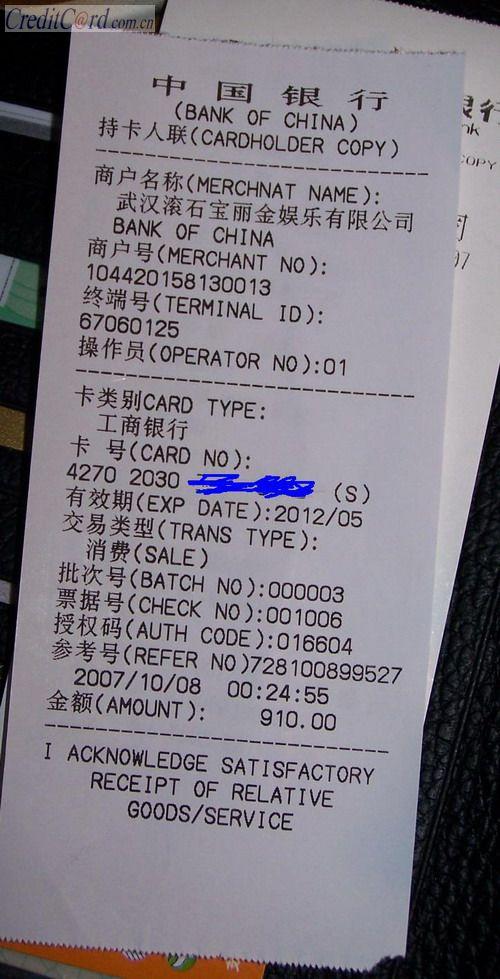 CreditC@rd.com.cn
中国银行
(BANK OF CHINA)
持卡人联(CARDHOLDER COPY)
商户名称(MERCHNAT NAME):
武汉滚石宝丽金娱乐有限公司
BANK OF CHINA
商户号(MERCHANT NO):
104420158130013
终端号(TERMINAL ID):
67060125
操作员(OPERATOR NO):01
卡类别CARD TYPE:
工商银行
卡 号(CARD NO):
4270 2030 (S)
有效期(EXP DATE):2012/05
交易类型(TRANS TYPE):
消费(SALE)
批次号(BATCH NO):000003
票据号(CHECK NO):001006
授权码(AUTH CODE):016604
参考号(REFER NO)728100899527
2007/10/08 00:24:55
金额(AMOUNT): 910.00
I ACKNOWLEDGE SATISFACTORY
RECEIPT OF RELATIVE
GOODS/SERVICE
银行
COPY)